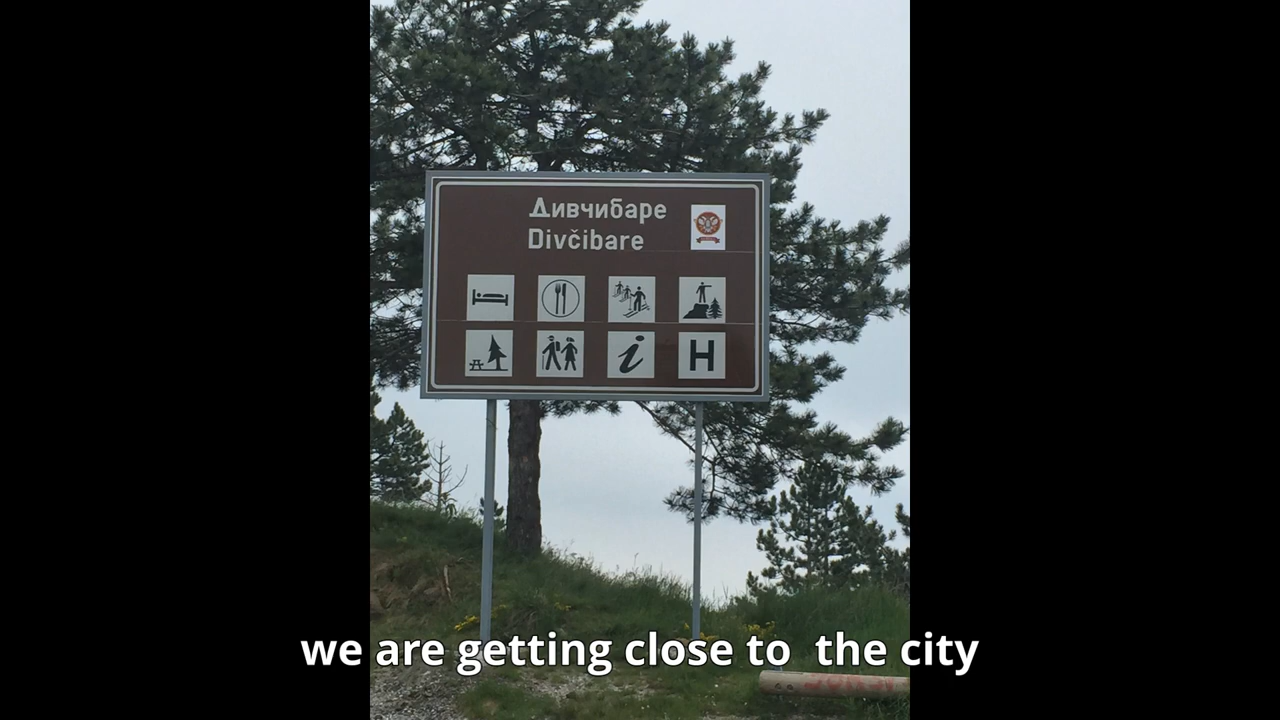 Дивчибаре
Divčibare
i
H
we are getting close to  the city